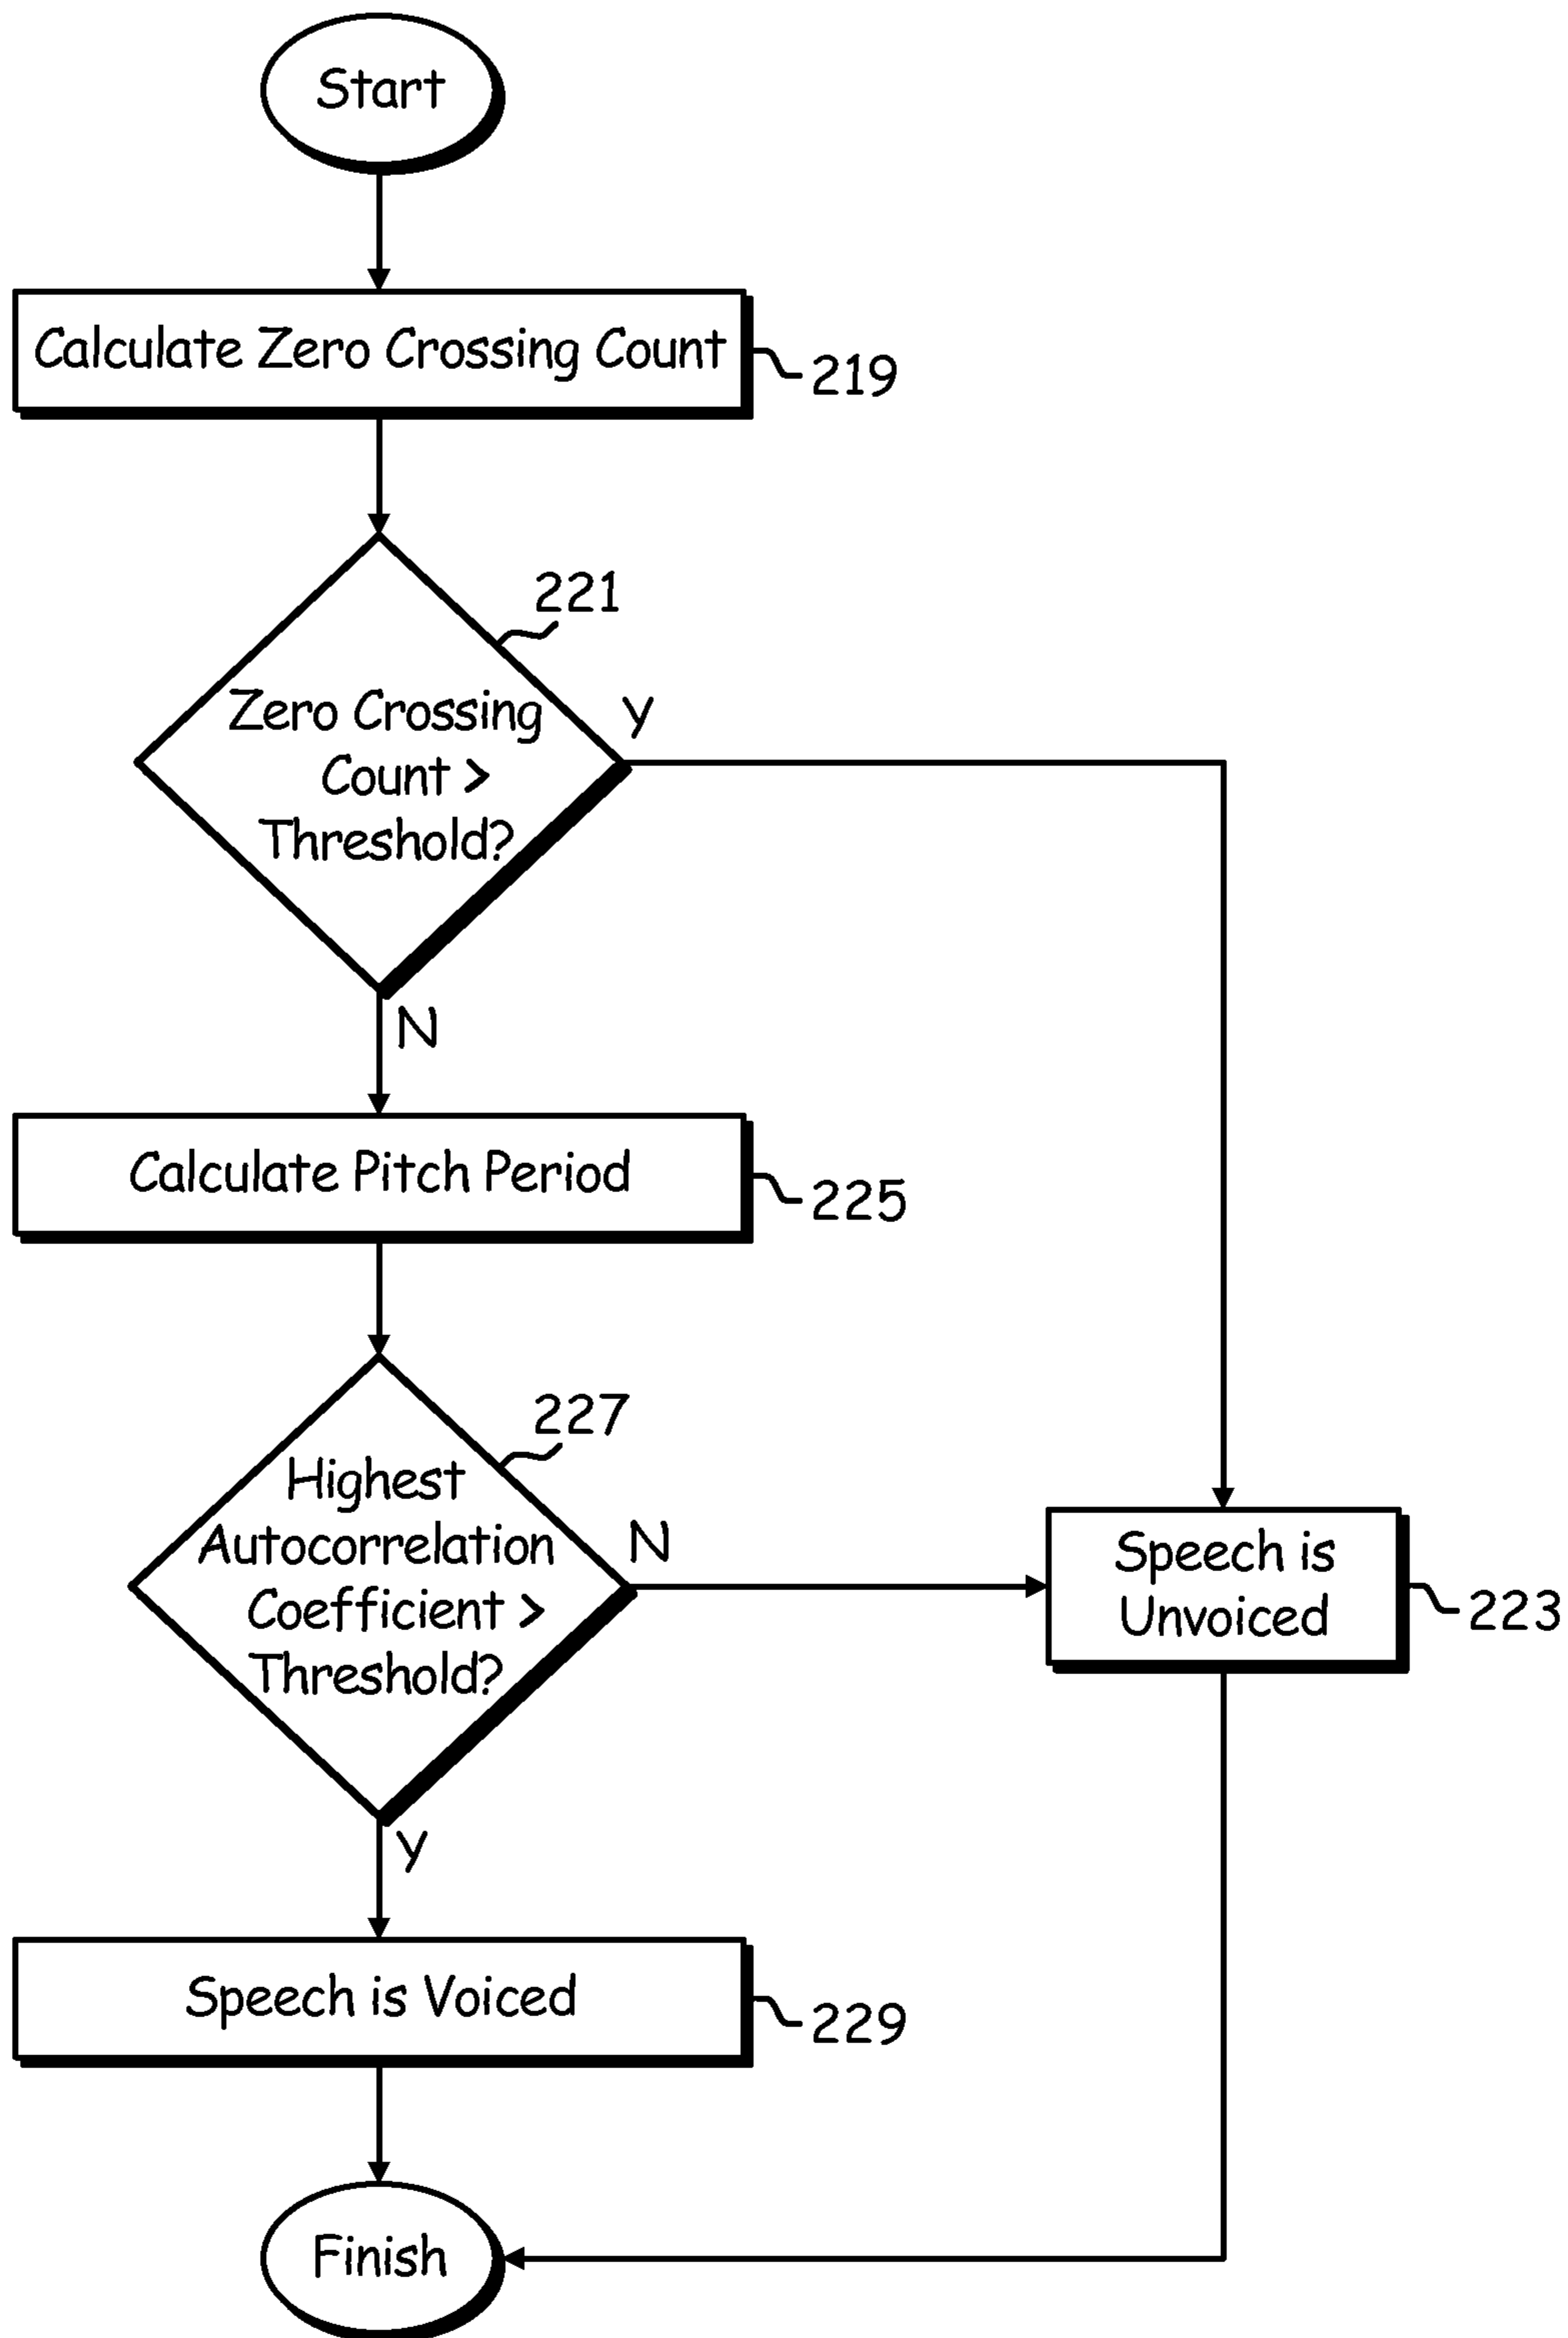 Start
Calculate Zero Crossing Count
219
221
Zero Crossing
Count >
Threshold?
Y
N
Calculate Pitch Period
225
227
Highest
Autocorrelation
Coefficient >
Threshold?
N
Y
Speech is
Unvoiced
223
Speech is Voiced
229
Finish